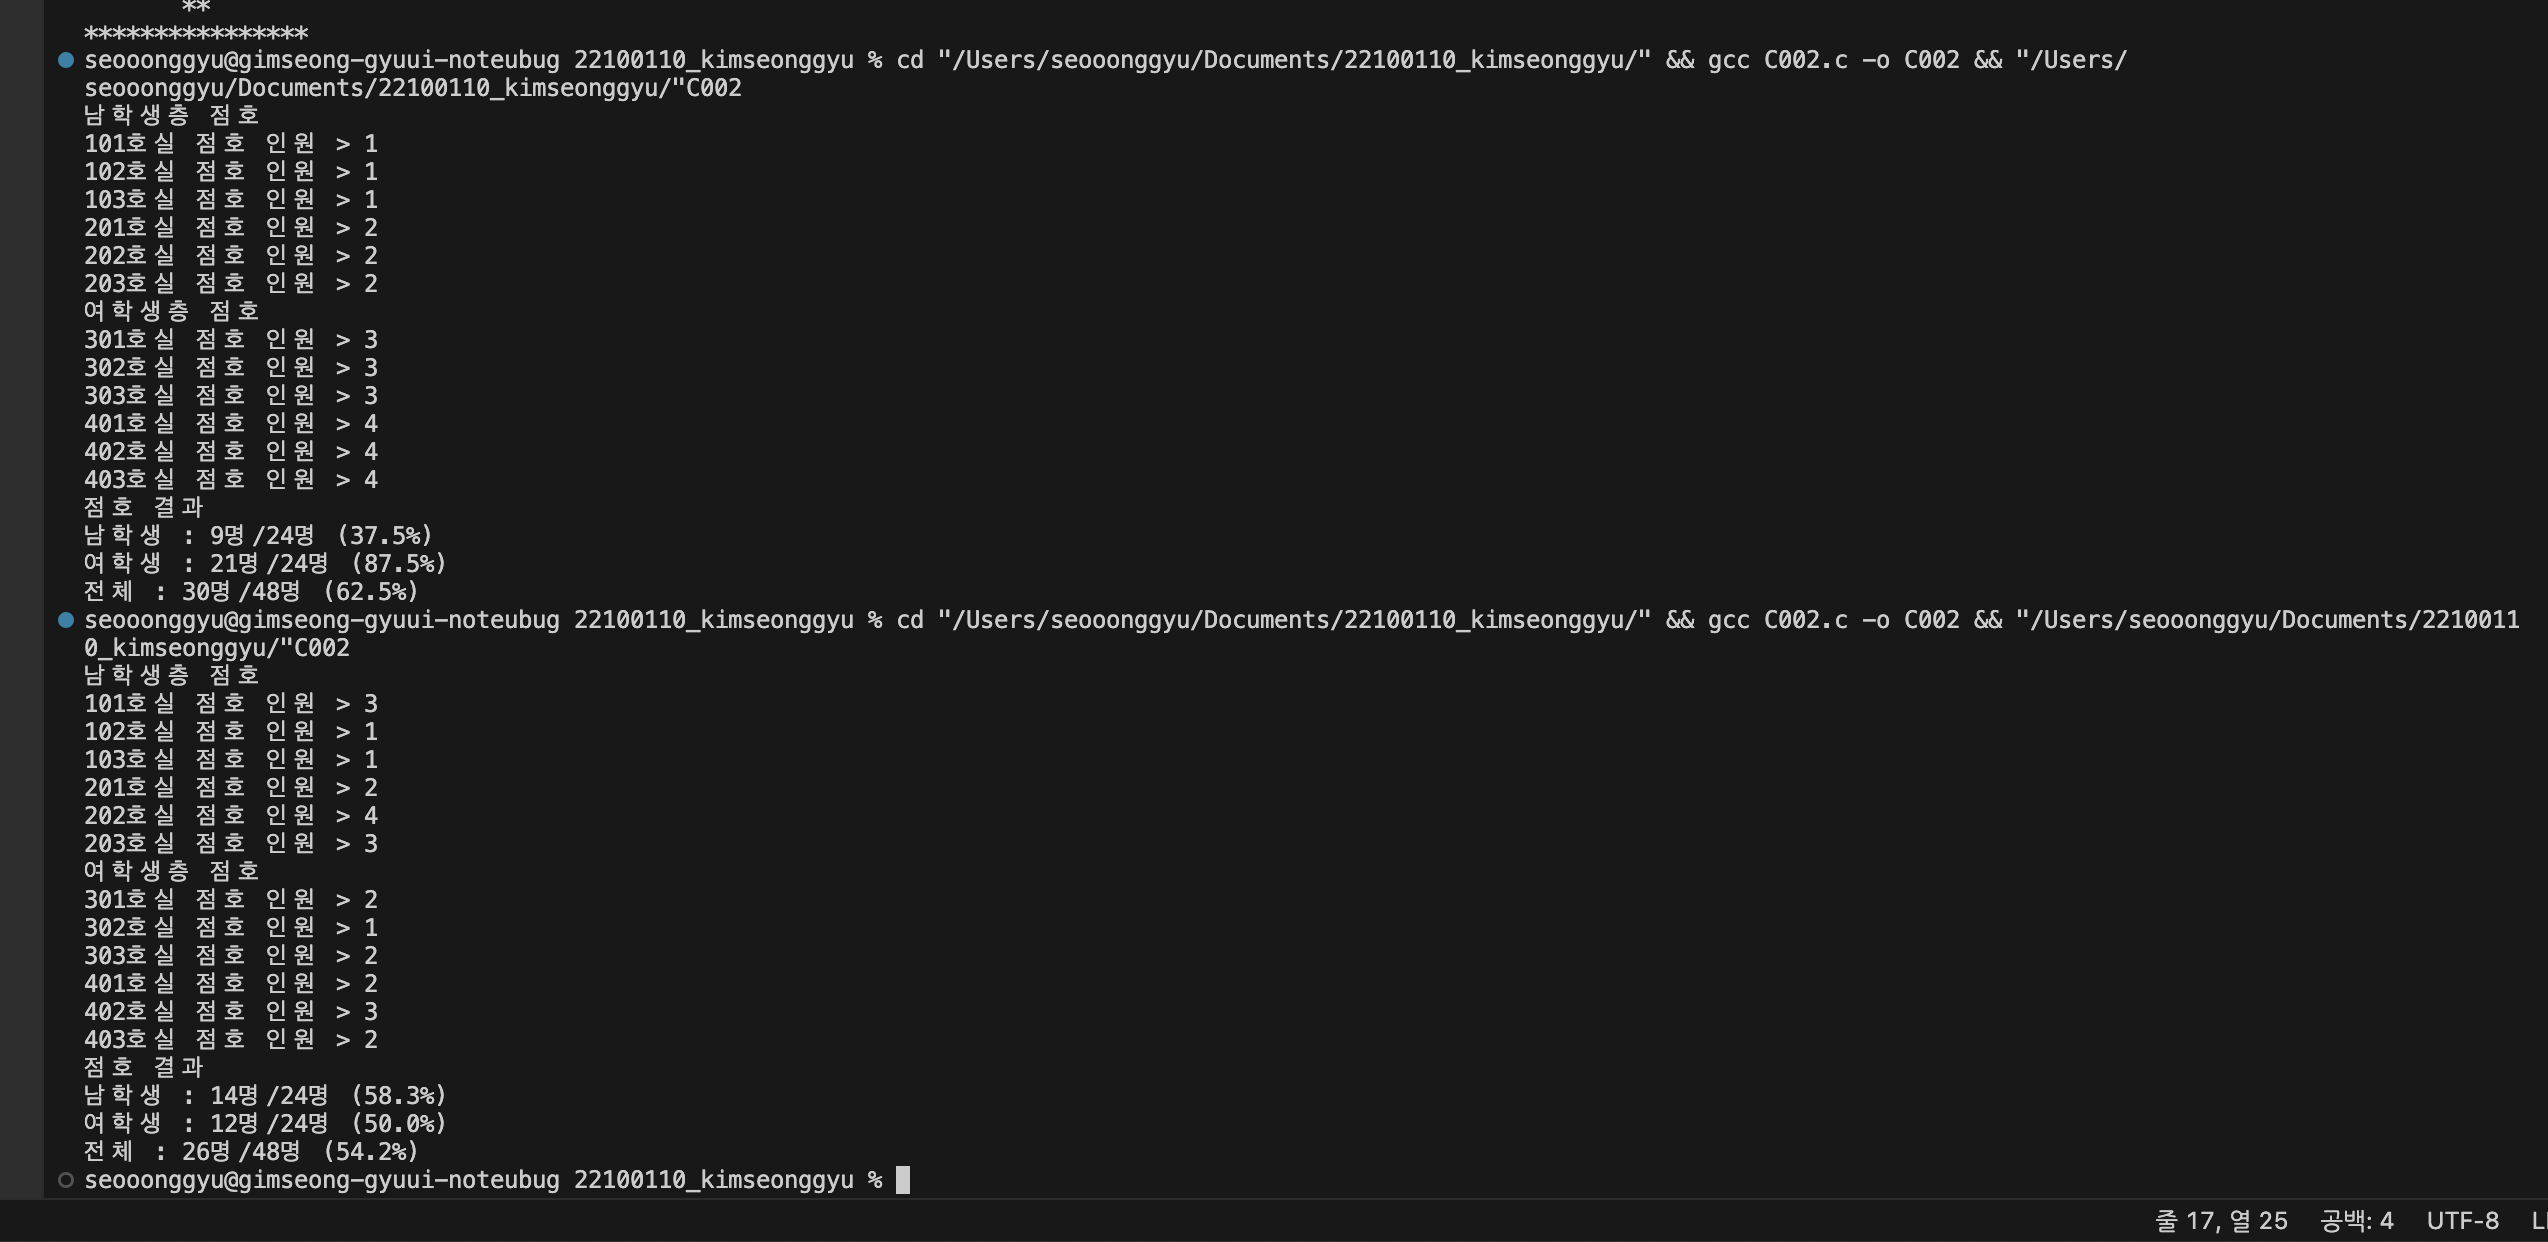 **
****************
seooonggyu@gimseong-gyuui-noteubug 22100110_kimseonggyu % cd "/Users/seooonggyu/Documents/22100110_kimseonggyu/" && gcc C002.c -o C002 && "/Users/
seooonggyu/Documents/22100110_kimseonggyu/"C002
남학생층 점호
101호실 점호 인원 > 1
102호실 점호 인원 > 1
103호실 점호 인원 > 1
201호실 점호 인원 > 2
202호실 점호 인원 > 2
203호실 점호 인원 > 2
여학생층 점호
301호실 점호 인원 > 3
302호실 점호 인원 > 3
303호실 점호 인원 > 3
401호실 점호 인원 > 4
402호실 점호 인원 > 4
403호실 점호 인원 > 4
점호 결과
남학생 : 9명/24명 (37.5%)
여학생 : 21명/24명 (87.5%)
전체 : 30명/48명 (62.5%)
seooonggyu@gimseong-gyuui-noteubug 22100110_kimseonggyu % cd "/Users/seooonggyu/Documents/22100110_kimseonggyu/" && gcc C002.c -o C002 && "/Users/seooonggyu/Documents/2210011
0_kimseonggyu/"C002
남학생층 점호
101호실 점호 인원 > 3
102호실 점호 인원 > 1
103호실 점호 인원 > 1
201호실 점호 인원 > 2
202호실 점호 인원 > 4
203호실 점호 인원 > 3
여학생층 점호
301호실 점호 인원 > 2
302호실 점호 인원 > 1
303호실 점호 인원 > 2
401호실 점호 인원 > 2
402호실 점호 인원 > 3
403호실 점호 인원 > 2
점호 결과
남학생 : 14명/24명 (58.3%)
여학생 : 12명/24명 (50.0%)
전체 : 26명/48명 (54.2%)
seooonggyu@gimseong-gyuui-noteubug 22100110_kimseonggyu %
줄 17, 열 25 공백: 4 UTF-8